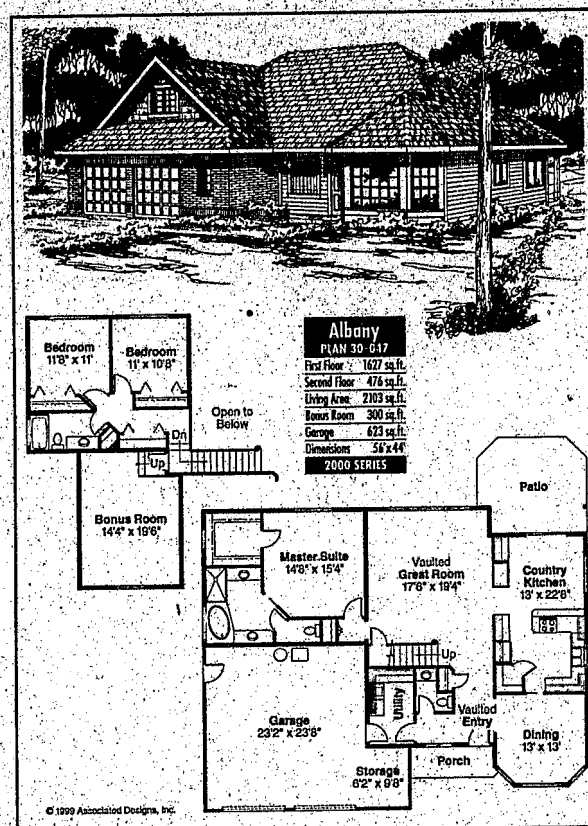 Albany
PLAN 30-017
First Floor 1627 sq.ft.
Second Floor 476 sq.ft.
Living Area 2103 sq.ft.
Bonus Room 300 sq.ft.
Garage 623 sq.ft.
Dimensions 56'x44'
2000 SERIES
Bedroom
11'8" x 11'
Bedroom
11' x 10'8"
Open to
Below
Dn
Up
Bonus Room
14'4" x 19'6"
Patio
Master Suite
14'8" x 15'4"
Vaulted
Great Room
17'6" x 19'4"
Country
Kitchen
13' x 22'8"
Up
Utility
Vaulted
Entry
Garage
23'2" x 23'8"
Dining
13' x 13'
Storage
6'2" x 9'8"
Porch
© 1999 Associated Designs, Inc.